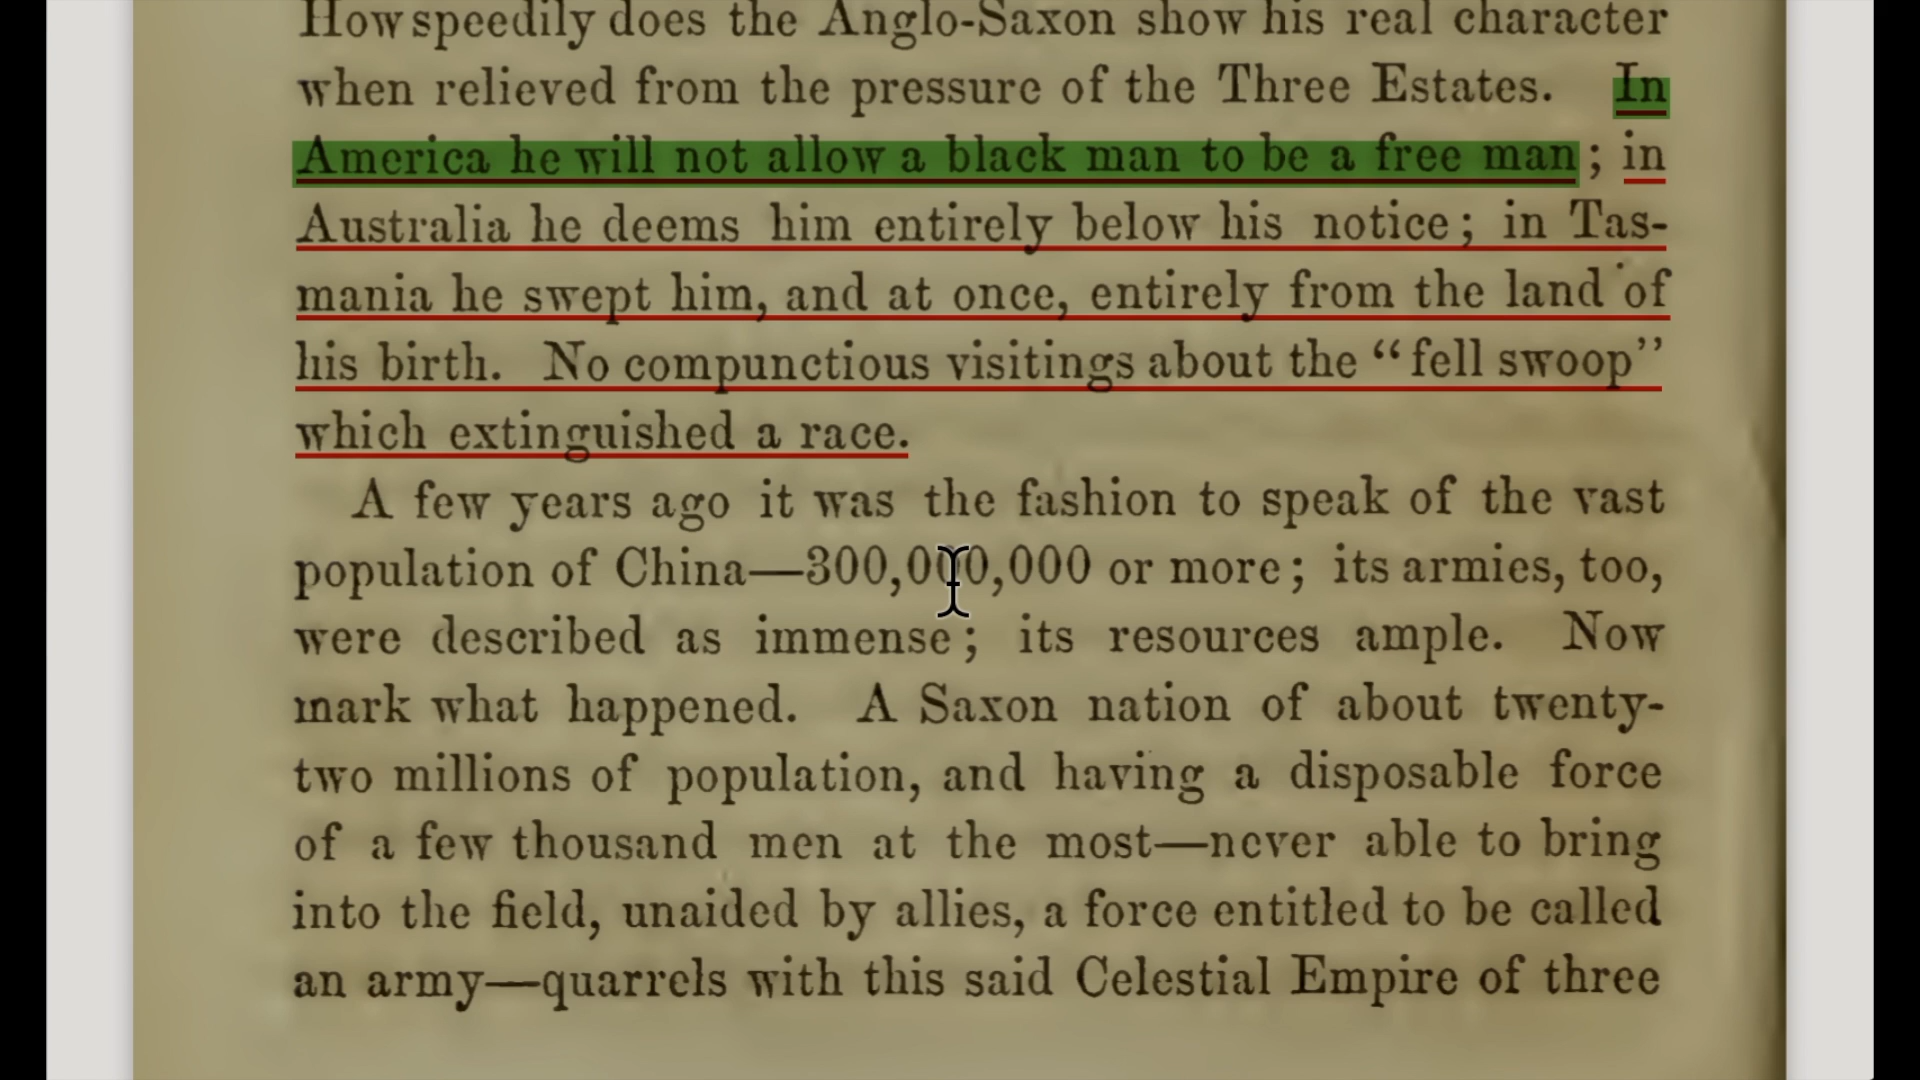 How speedily does the Anglo-Saxon show his real character
when relieved from the pressure of the Three Estates. In
America he will not allow a black man to be a free man; in
Australia he deems him entirely below his notice; in Tas-
mania he swept him, and at once, entirely from the land of
his birth. No compunctious visitings about the “fell swoop”
which extinguished a race.
A few years ago it was the fashion to speak of the vast
population of China—300,000,000 or more; its armies, too,
were described as immense; its resources ample. Now
mark what happened. A Saxon nation of about twenty-
two millions of population, and having a disposable force
of a few thousand men at the most—never able to bring
into the field, unaided by allies, a force entitled to be called
an army—quarrels with this said Celestial Empire of three